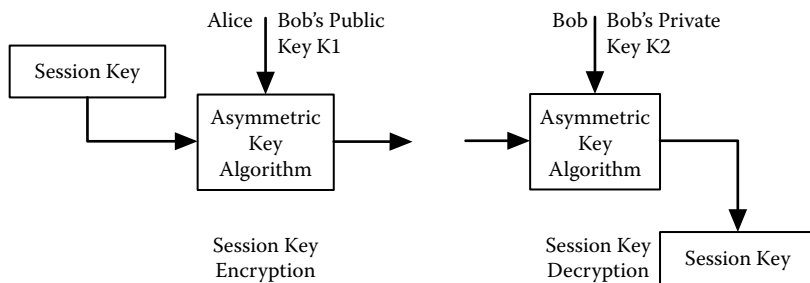 Alice
Bob’s Public
Key K1
Session Key
Asymmetric
Key
Algorithm
Session Key
Encryption
Bob
Bob’s Private
Key K2
Asymmetric
Key
Algorithm
Session Key
Decryption
Session Key